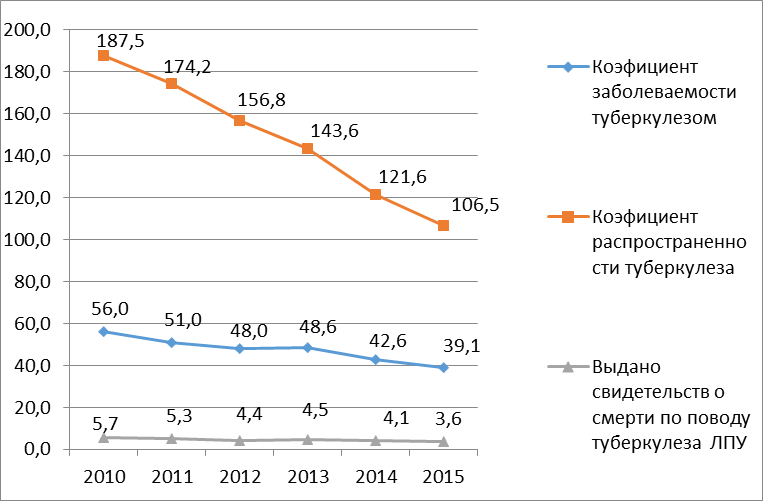 200,0
180,0
160,0
140,0
120,0
100,0
80,0
60,0
40,0
20,0
0,0
187,5
174,2
156,8
143,6
121,6
106,5
56,0
51,0
48,0
48,6
42,6
39,1
5,7
5,3
4,4
4,5
4,1
3,6
2010 2011 2012 2013 2014 2015
Коэфициент
заболеваемости
туберкулезом
Коэфициент
распространенно
сти туберкулеза
Выдано
свидетельств о
смерти по поводу
туберкулеза ЛПУ